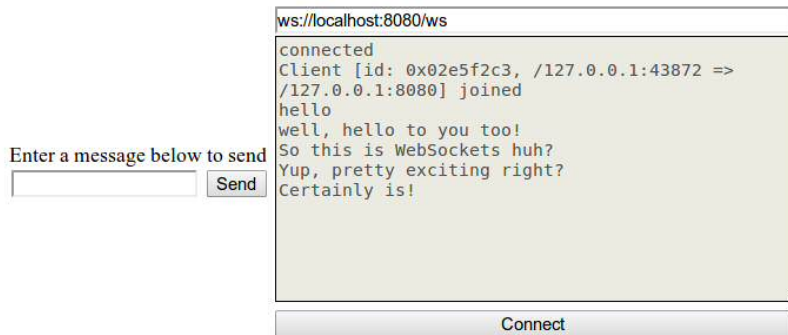 ws://localhost:8080/ws
connected
Client [id: 0x02e5f2c3, /127.0.0.1:43872 =>
/127.0.0.1:8080] joined
hello
well, hello to you too!
So this is WebSockets huh?
Yup, pretty exciting right?
Certainly is!
Enter a message below to send
Send
Connect